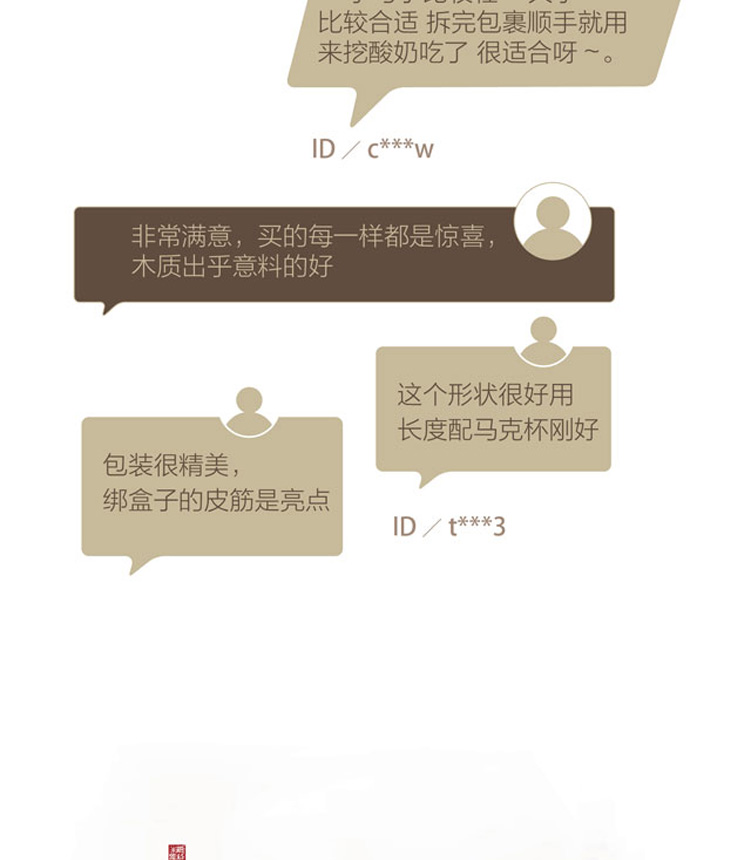 比较合适 拆完包裹顺手就用
来挖酸奶吃了 很适合呀~。
ID／c***w
非常满意，买的每一样都是惊喜，
木质出乎意料的好
这个形状很好用
长度配马克杯刚好
包装很精美，
绑盒子的皮筋是亮点
ID／t***3